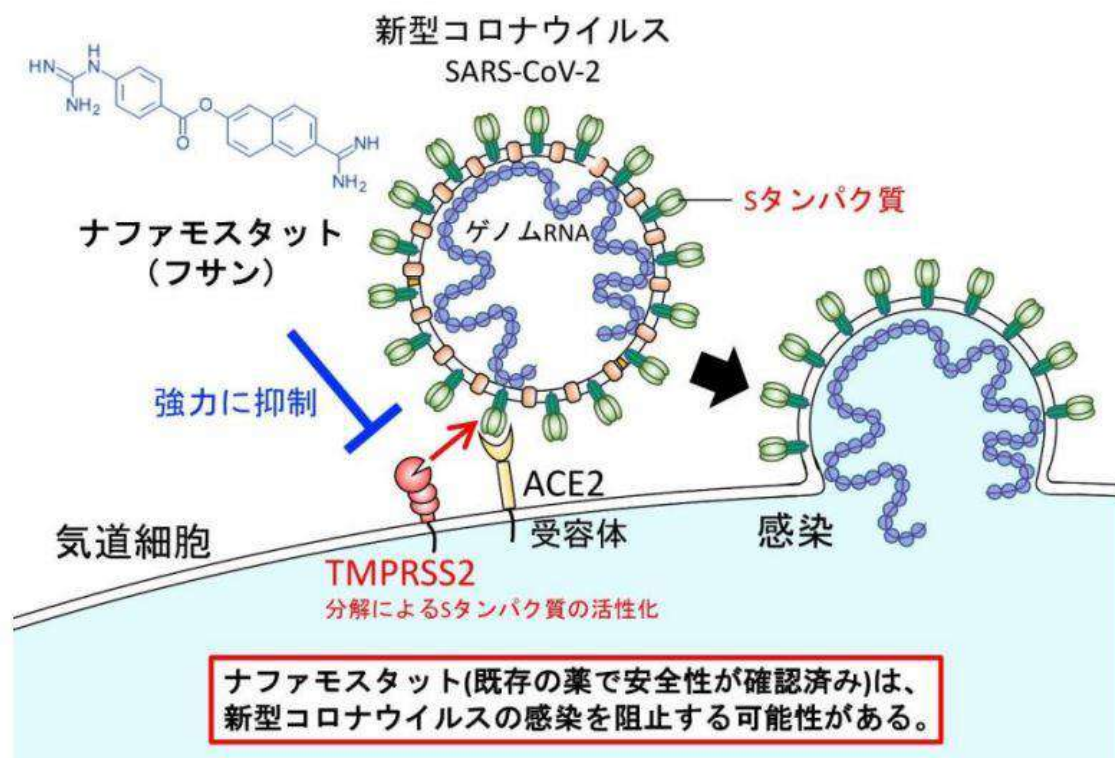 新型コロナウイルス
SARS-CoV-2
HN
H
N
NH₂
O
O
NH
NH₂
ナファモスタット
（フサン）
Sタンパク質
ゲノムRNA
強力に抑制
ACE2
受容体
感染
気道細胞
TMPRSS2
分解によるSタンパク質の活性化
ナファモスタット(既存の薬で安全性が確認済み)は、
新型コロナウイルスの感染を阻止する可能性がある。